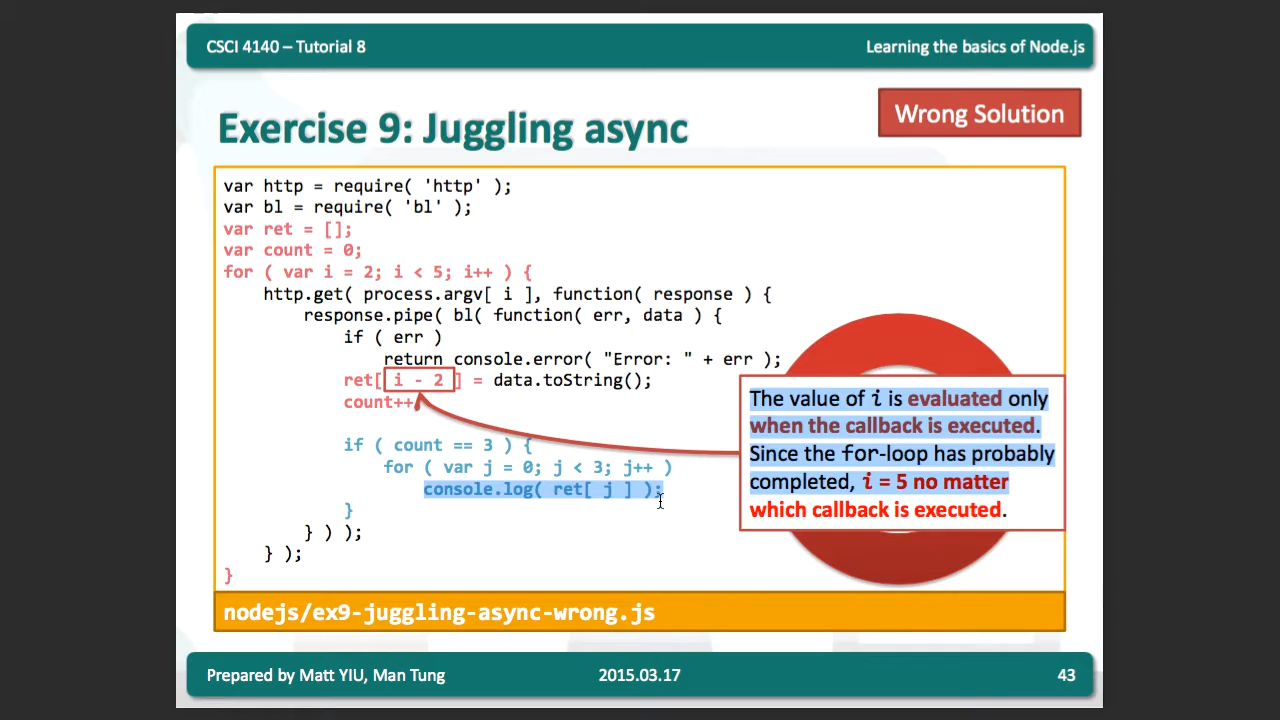 CSCI 4140 – Tutorial 8
Learning the basics of Node.js
Wrong Solution
Exercise 9: Juggling async
var http = require( 'http' );
var bl = require( 'bl' );
var ret = [];
var count = 0;
for ( var i = 2; i < 5; i++ ) {
    http.get( process.argv[ i ], function( response ) {
        response.pipe( bl( function( err, data ) {
            if ( err )
                return console.error( "Error: " + err );
            ret[ i - 2 ] = data.toString();
            count++
            if ( count == 3 ) {
                for ( var j = 0; j < 3; j++ )
                    console.log( ret[ j ] );
            }
        } ) );
    } );
}
The value of i is evaluated only
when the callback is executed.
Since the for-loop has probably
completed, i = 5 no matter
which callback is executed.
nodejs/ex9-juggling-async-wrong.js
Prepared by Matt YIU, Man Tung
2015.03.17
43